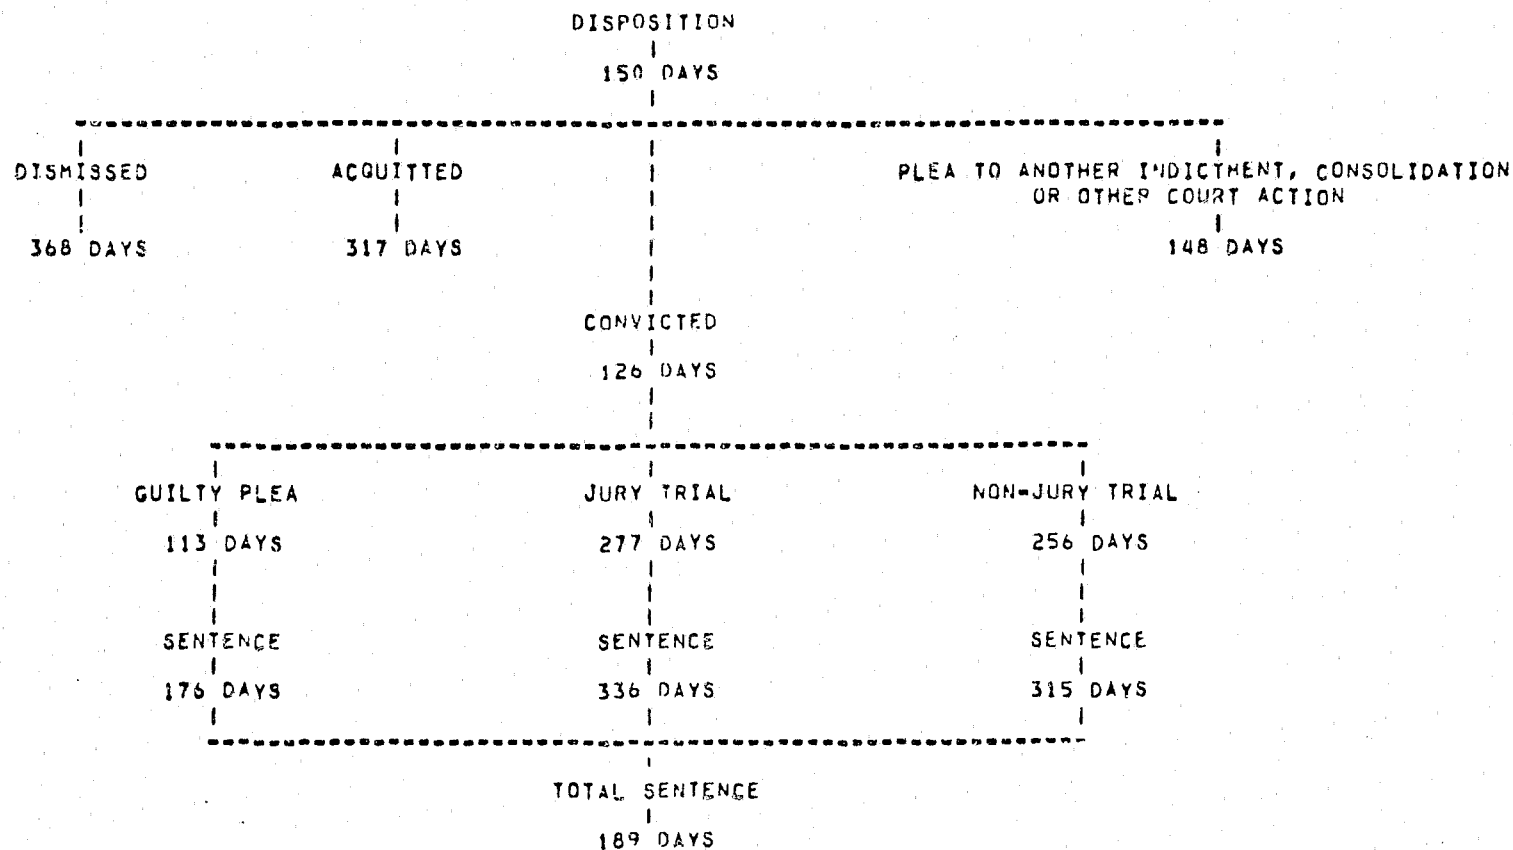 DISPOSITION
150 DAYS
DISMISSED ACQUITTED PLEA TO ANOTHER INDICTMENT, CONSOLIDATION
OR OTHER COURT ACTION
368 DAYS 317 DAYS 148 DAYS
CONVICTED
126 DAYS
GUILTY PLEA JURY TRIAL NON-JURY TRIAL
113 DAYS 277 DAYS 256 DAYS
SENTENCE SENTENCE SENTENCE
176 DAYS 336 DAYS 315 DAYS
TOTAL SENTENCE
189 DAYS